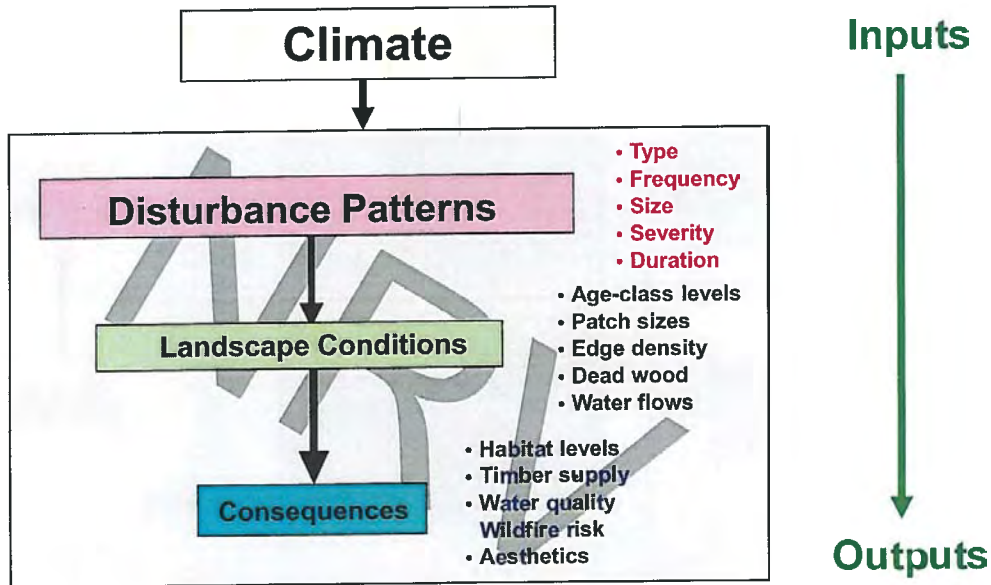 Climate
Inputs
Disturbance Patterns
• Type
• Frequency
• Size
• Severity
• Duration
Landscape Conditions
• Age-class levels
• Patch sizes
• Edge density
• Dead wood
• Water flows
Consequences
• Habitat levels
• Timber supply
• Water quality
Wildfire risk
• Aesthetics
NRV
Outputs